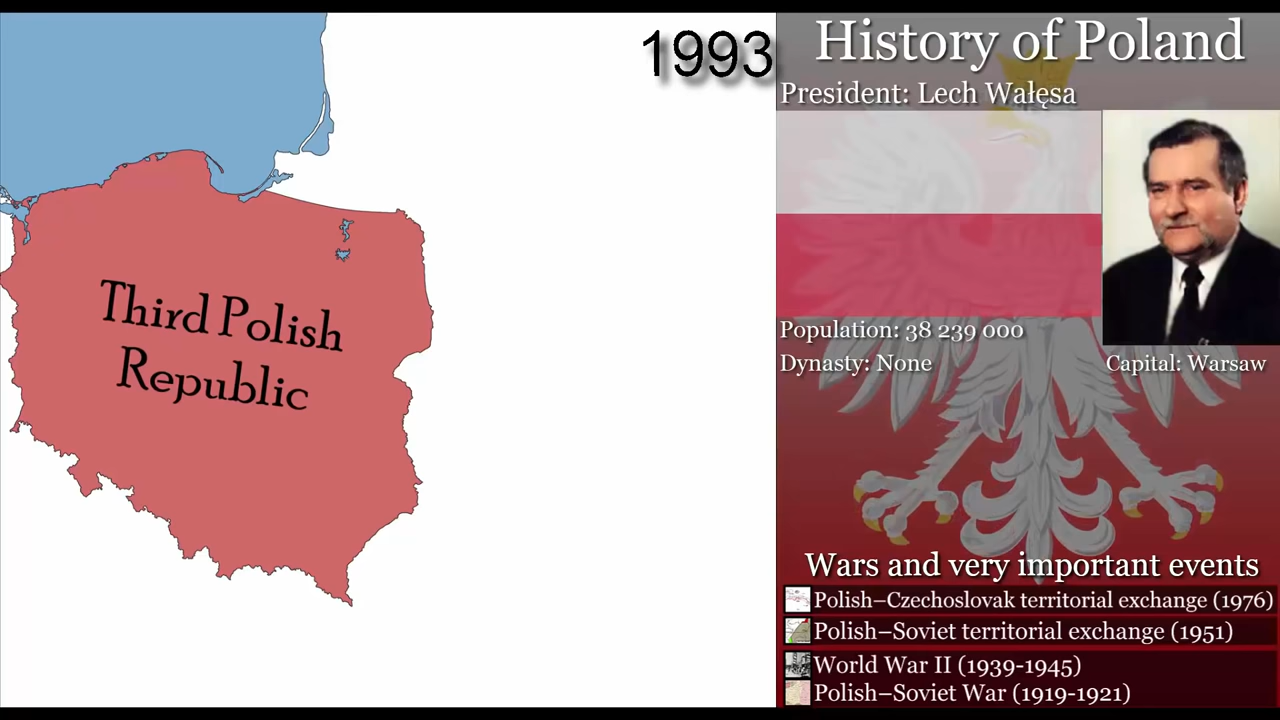 1993
Third Polish
Republic
History of Poland
President: Lech Wałęsa
Population: 38 239 000
Dynasty: None
Capital: Warsaw
Wars and very important events
Polish–Czechoslovak territorial exchange (1976)
Polish–Soviet territorial exchange (1951)
World War II (1939-1945)
Polish–Soviet War (1919-1921)